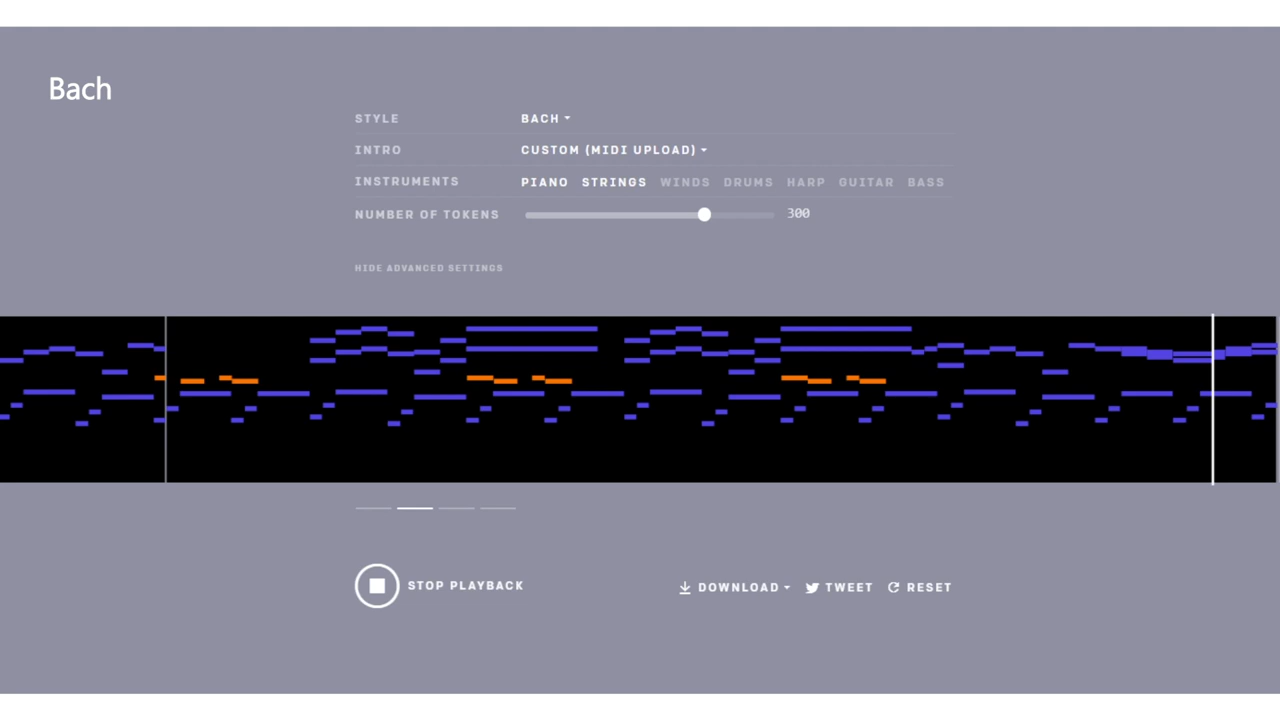 Bach
STYLE BACH
INTRO CUSTOM (MIDI UPLOAD)
INSTRUMENTS PIANO STRINGS WINDS DRUMS HARP GUITAR BASS
NUMBER OF TOKENS 300
HIDE ADVANCED SETTINGS
STOP PLAYBACK DOWNLOAD TWEET RESET